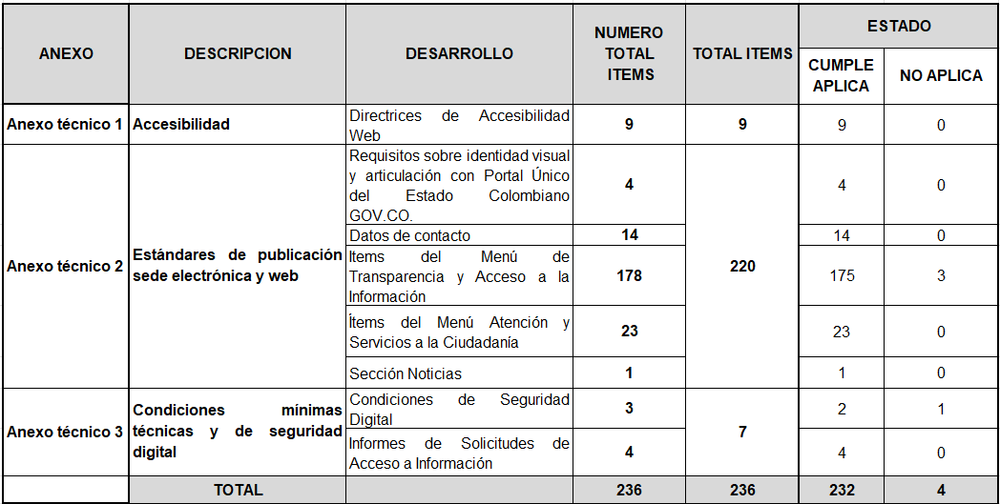 ANEXO DESCRIPCION DESARROLLO NUMERO TOTAL ITEMS TOTAL ITEMS ESTADO
CUMPLE APLICA NO APLICA
Anexo técnico 1 Accesibilidad Directrices de Accesibilidad Web 9 9 9 0
Anexo técnico 2 Estándares de publicación sede electrónica y web Requisitos sobre identidad visual y articulación con Portal Único del Estado Colombiano GOV.CO. 4 220 4 0
Datos de contacto 14 14 0
Items del Menú de Transparencia y Acceso a la Información 178 175 3
Ítems del Menú Atención y Servicios a la Ciudadanía 23 23 0
Sección Noticias 1 1 0
Anexo técnico 3 Condiciones mínimas técnicas y de seguridad digital Condiciones de Seguridad Digital 3 7 2 1
Informes de Solicitudes de Acceso a Información 4 4 0
TOTAL 236 236 232 4